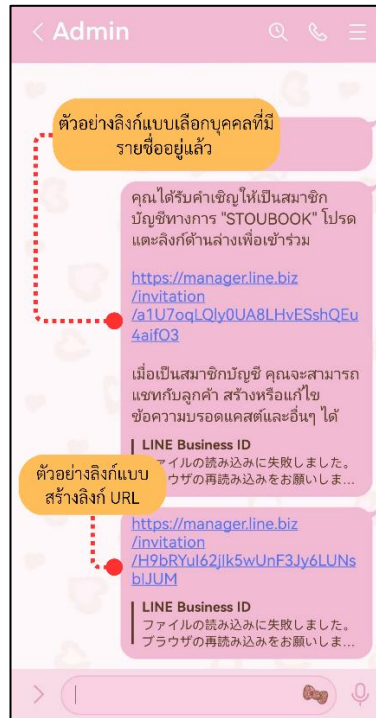 < Admin
ตัวอย่างลิงก์แบบเลือกบุคคลที่มี
รายชื่ออยู่แล้ว
คุณได้รับคำเชิญให้เป็นสมาชิก
บัญชีทางการ "STOUBOOK" โปรด
แตะลิงก์ด้านล่างเพื่อเข้าร่วม
https://manager.line.biz
/invitation
/a1U7oqLQly0UA8LHvESshQEu
4aifO3
เมื่อเป็นสมาชิกบัญชี คุณจะสามารถ
แชทกับลูกค้า สร้างหรือแก้ไข
ข้อความบรอดแคสต์และอื่นๆ ได้
LINE Business ID
ファイルの読み込みに失敗しました。
ウザの再読み込みをお願いしま...
ตัวอย่างลิงก์แบบ
สร้างลิงก์ URL
https://manager.line.biz
/invitation
/H9bRYuI62jIk5wUnF3Jy6LUNs
bIJUM
LINE Business ID
ファイルの読み込みに失敗しました。
ブラウザの再読み込みをお願いしま...